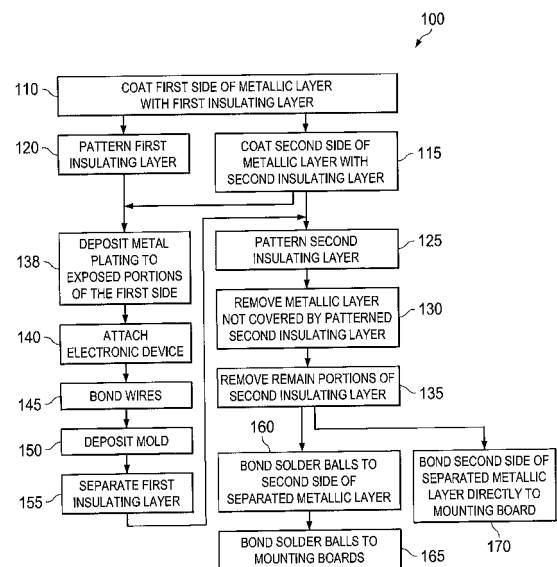 100
110
COAT FIRST SIDE OF METALLIC LAYER
WITH FIRST INSULATING LAYER
120
PATTERN FIRST
INSULATING LAYER
COAT SECOND SIDE OF
METALLIC LAYER WITH
SECOND INSULATING LAYER
115
138
DEPOSIT METAL
PLATING TO
EXPOSED PORTIONS
OF THE FIRST SIDE
PATTERN SECOND
INSULATING LAYER
125
140
ATTACH
ELECTRONIC DEVICE
REMOVE METALLIC LAYER
NOT COVERED BY PATTERNED
SECOND INSULATING LAYER
130
145
BOND WIRES
REMOVE REMAIN PORTIONS OF
SECOND INSULATING LAYER
135
150
DEPOSIT MOLD
155
SEPARATE FIRST
INSULATING LAYER
160
BOND SOLDER BALLS TO
SECOND SIDE OF
SEPARATED METALLIC LAYER
BOND SECOND SIDE OF
SEPARATED METALLIC
LAYER DIRECTLY TO
MOUNTING BOARD
170
BOND SOLDER BALLS TO
MOUNTING BOARDS
165